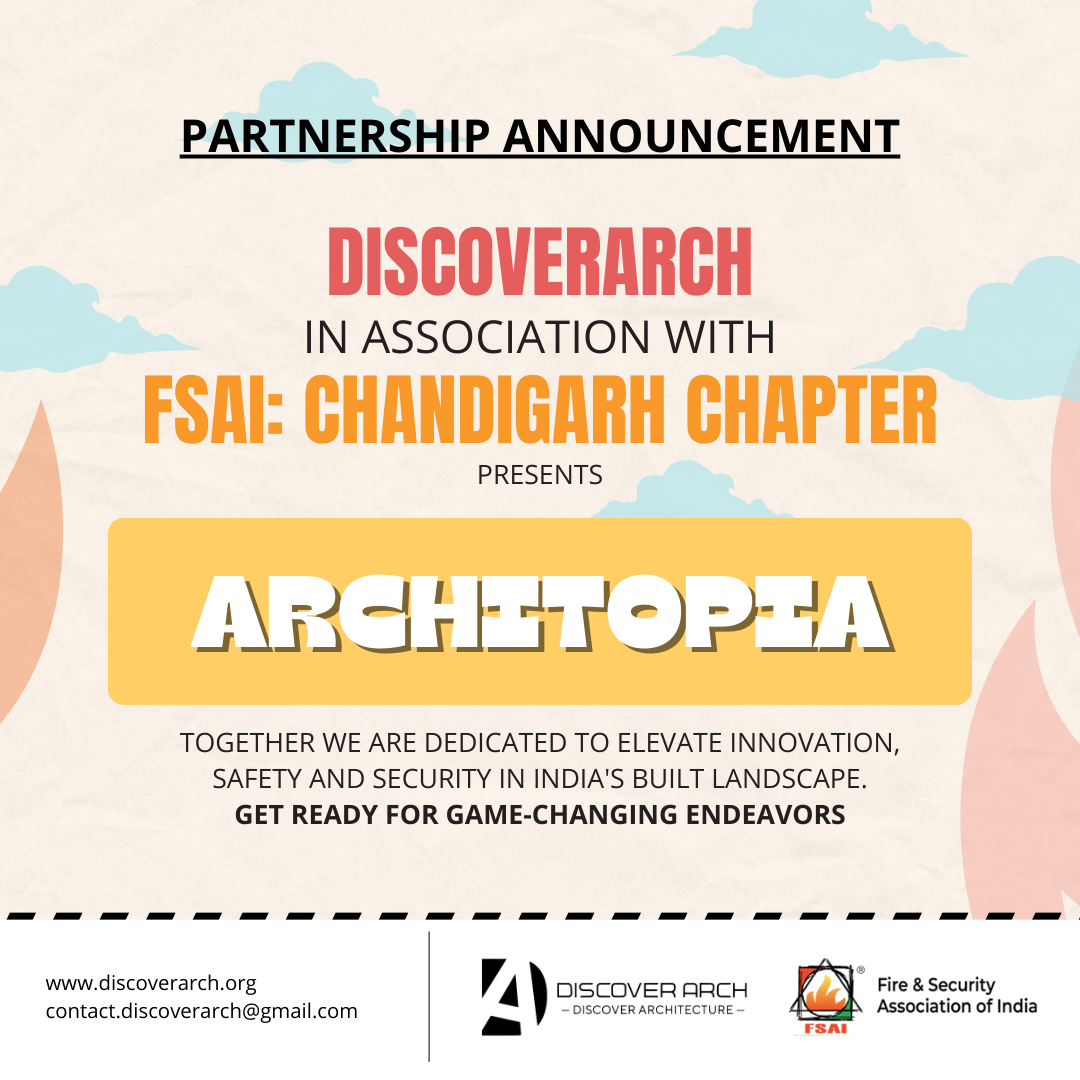 PARTNERSHIP ANNOUNCEMENT
DISCOVERARCH
IN ASSOCIATION WITH
FSAI: CHANDIGARH CHAPTER
PRESENTS
ARCHITOPIA
TOGETHER WE ARE DEDICATED TO ELEVATE INNOVATION,
SAFETY AND SECURITY IN INDIA'S BUILT LANDSCAPE.
GET READY FOR GAME-CHANGING ENDEAVORS
www.discoverarch.org
contact.discoverarch@gmail.com
DISCOVER ARCH
– DISCOVER ARCHITECTURE –
®
FSAI
Fire & Security
Association of India